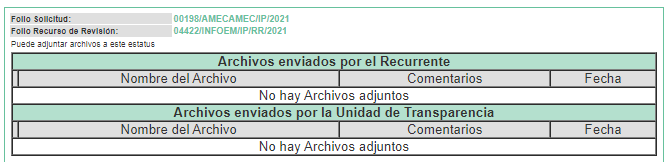 Folio Solicitud: 00198/AMECAMEC/IP/2021
Folio Recurso de Revisión: 04422/INFOEM/IP/RR/2021
Puede adjuntar archivos a este estatus
Archivos enviados por el Recurrente
Nombre del Archivo Comentarios Fecha
No hay Archivos adjuntos
Archivos enviados por la Unidad de Transparencia
Nombre del Archivo Comentarios Fecha
No hay Archivos adjuntos